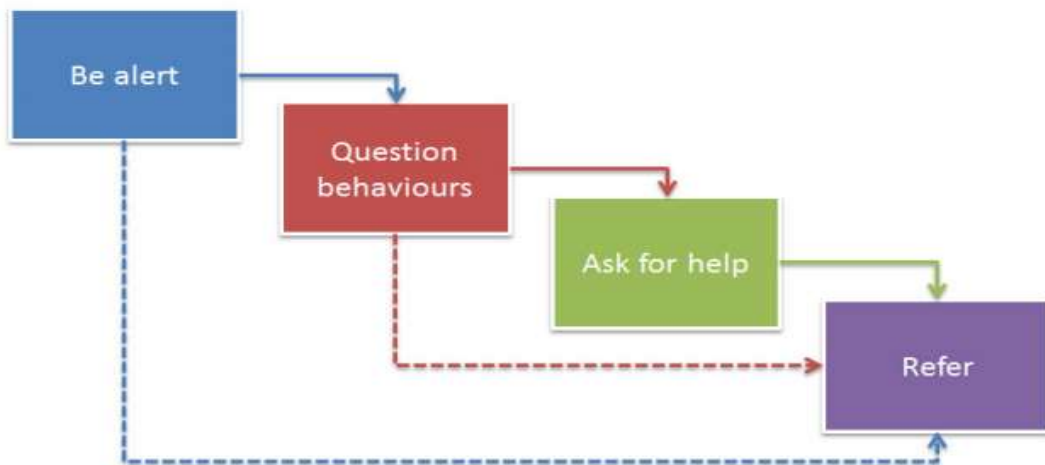 Be alert
Question
behaviours
Ask for help
Refer